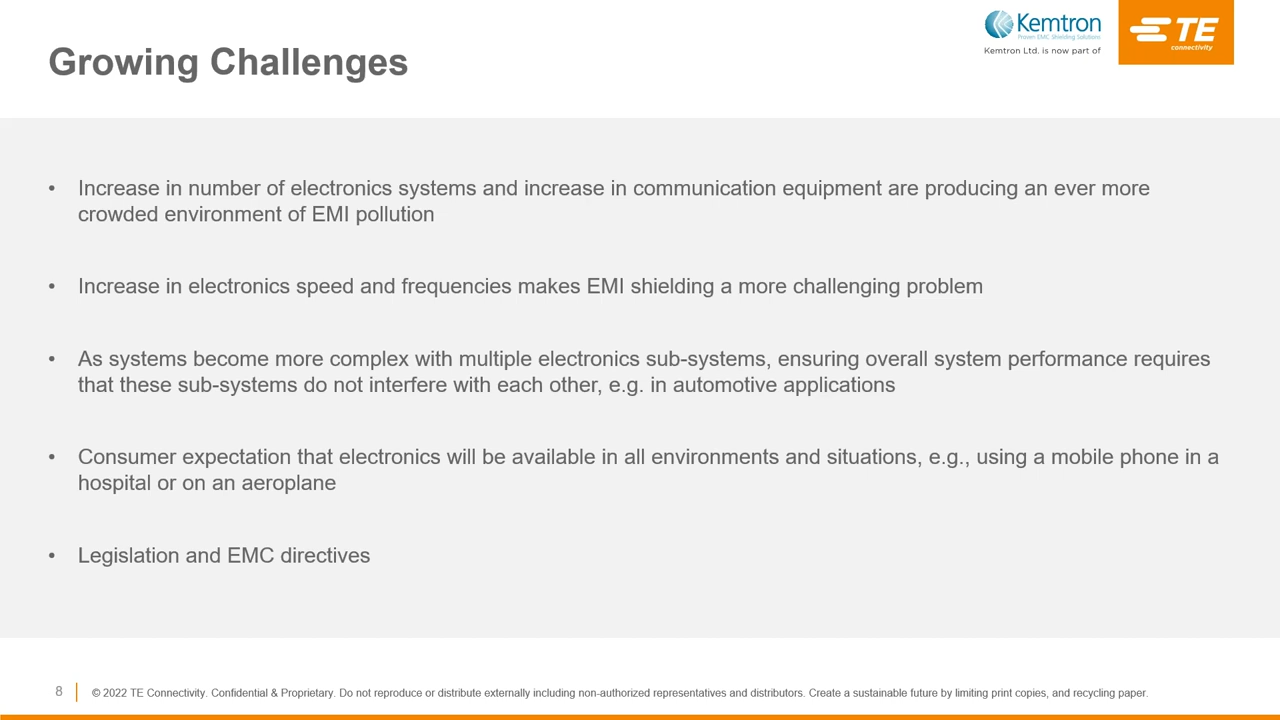 Growing Challenges
Kemtron
Proven EMC Shielding Solutions
Kemtron Ltd. is now part of
TE
connectivity
• Increase in number of electronics systems and increase in communication equipment are producing an ever more
crowded environment of EMI pollution
• Increase in electronics speed and frequencies makes EMI shielding a more challenging problem
• As systems become more complex with multiple electronics sub-systems, ensuring overall system performance requires
that these sub-systems do not interfere with each other, e.g. in automotive applications
• Consumer expectation that electronics will be available in all environments and situations, e.g., using a mobile phone in a
hospital or on an aeroplane
• Legislation and EMC directives
8
© 2022 TE Connectivity. Confidential & Proprietary. Do not reproduce or distribute externally including non-authorized representatives and distributors. Create a sustainable future by limiting print copies, and recycling paper.